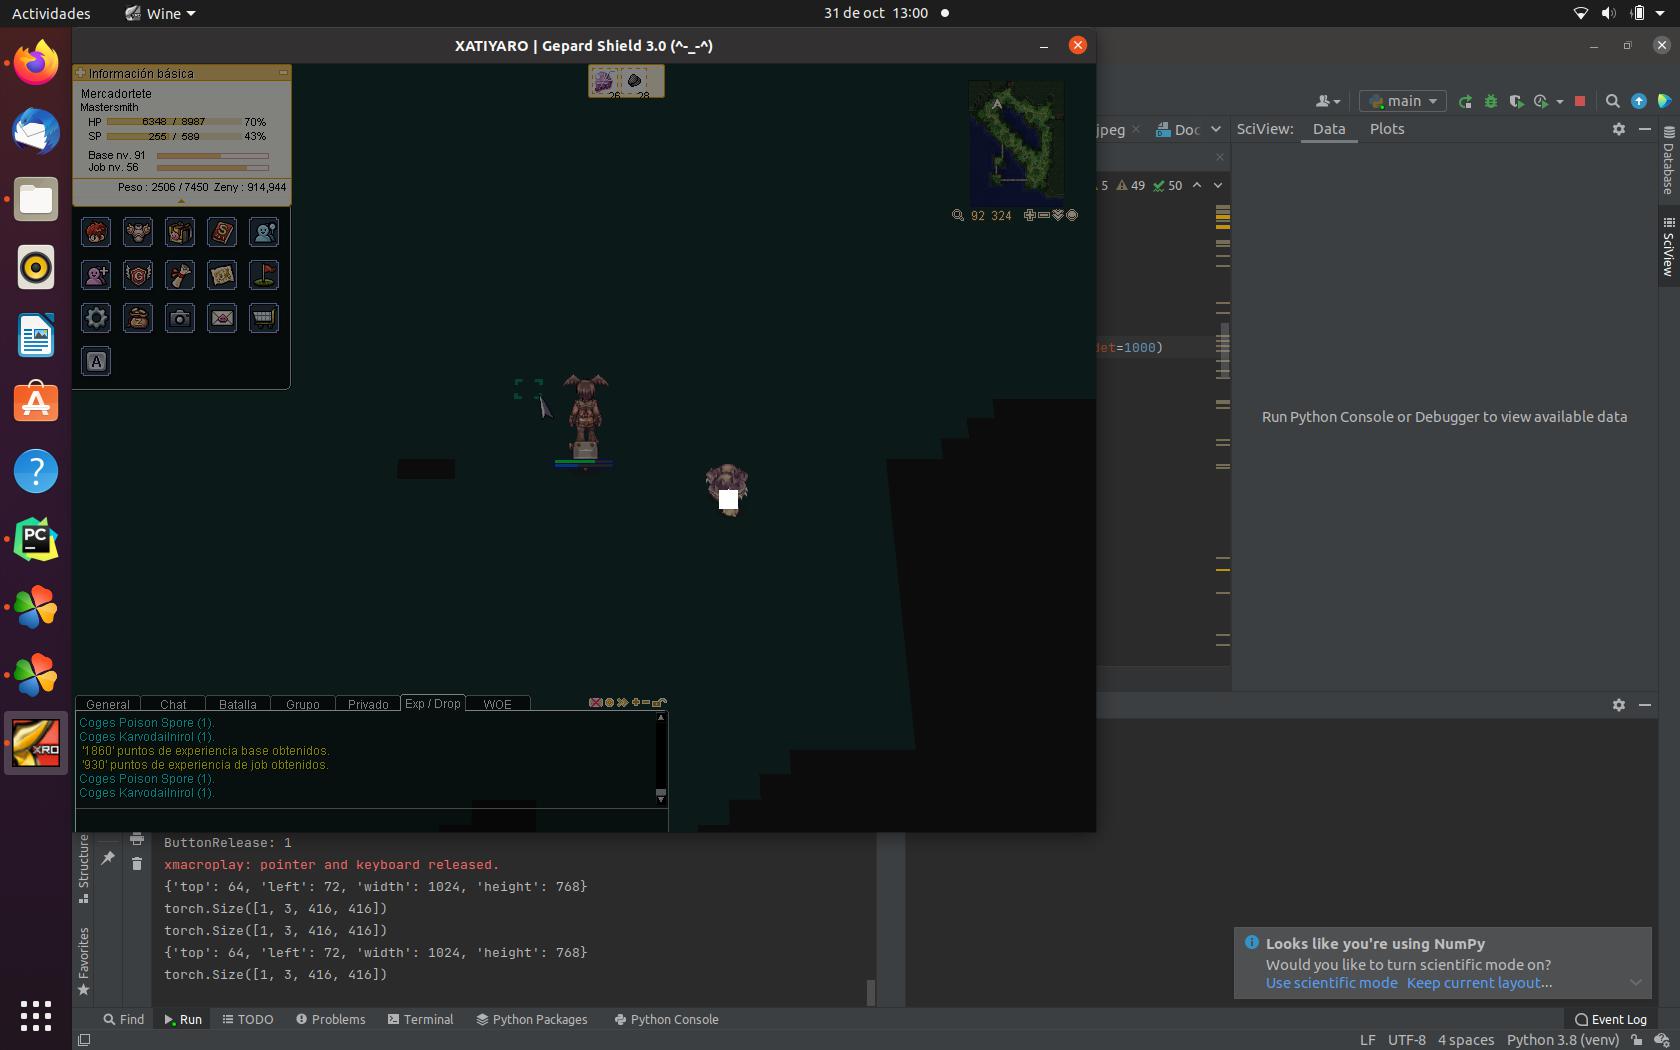 Actividades
Wine
31 de oct 13:00
XATIYARO | Gepard Shield 3.0 (^-_-^)
Información básica
Mercadortete
Mastersmith
HP 6348 / 8987 70%
SP 255 / 589 43%
Base nv. 91
Job nv. 56
Peso : 2506 / 7450 Zeny : 914,944
26 28
92 324
main
jpeg
Doc
SciView:
Data
Plots
5
49
50
Database
SciView
=1000)
Run Python Console or Debugger to view available data
General
Chat
Batalla
Grupo
Privado
Exp / Drop
WOE
Coges Poison Spore (1).
Coges Karvodailnirol (1).
'1860' puntos de experiencia base obtenidos.
'930' puntos de experiencia de job obtenidos.
Coges Poison Spore (1).
Coges Karvodailnirol (1).
PC
XRO
A
Structure
Favorites
ButtonRelease: 1
xmacroplay: pointer and keyboard released.
{'top': 64, 'left': 72, 'width': 1024, 'height': 768}
torch.Size([1, 3, 416, 416])
torch.Size([1, 3, 416, 416])
{'top': 64, 'left': 72, 'width': 1024, 'height': 768}
torch.Size([1, 3, 416, 416])
Looks like you're using NumPy
Would you like to turn scientific mode on?
Use scientific mode Keep current layout...
Find
Run
TODO
Problems
Terminal
Python Packages
Python Console
Event Log
LF UTF-8 4 spaces Python 3.8 (venv)